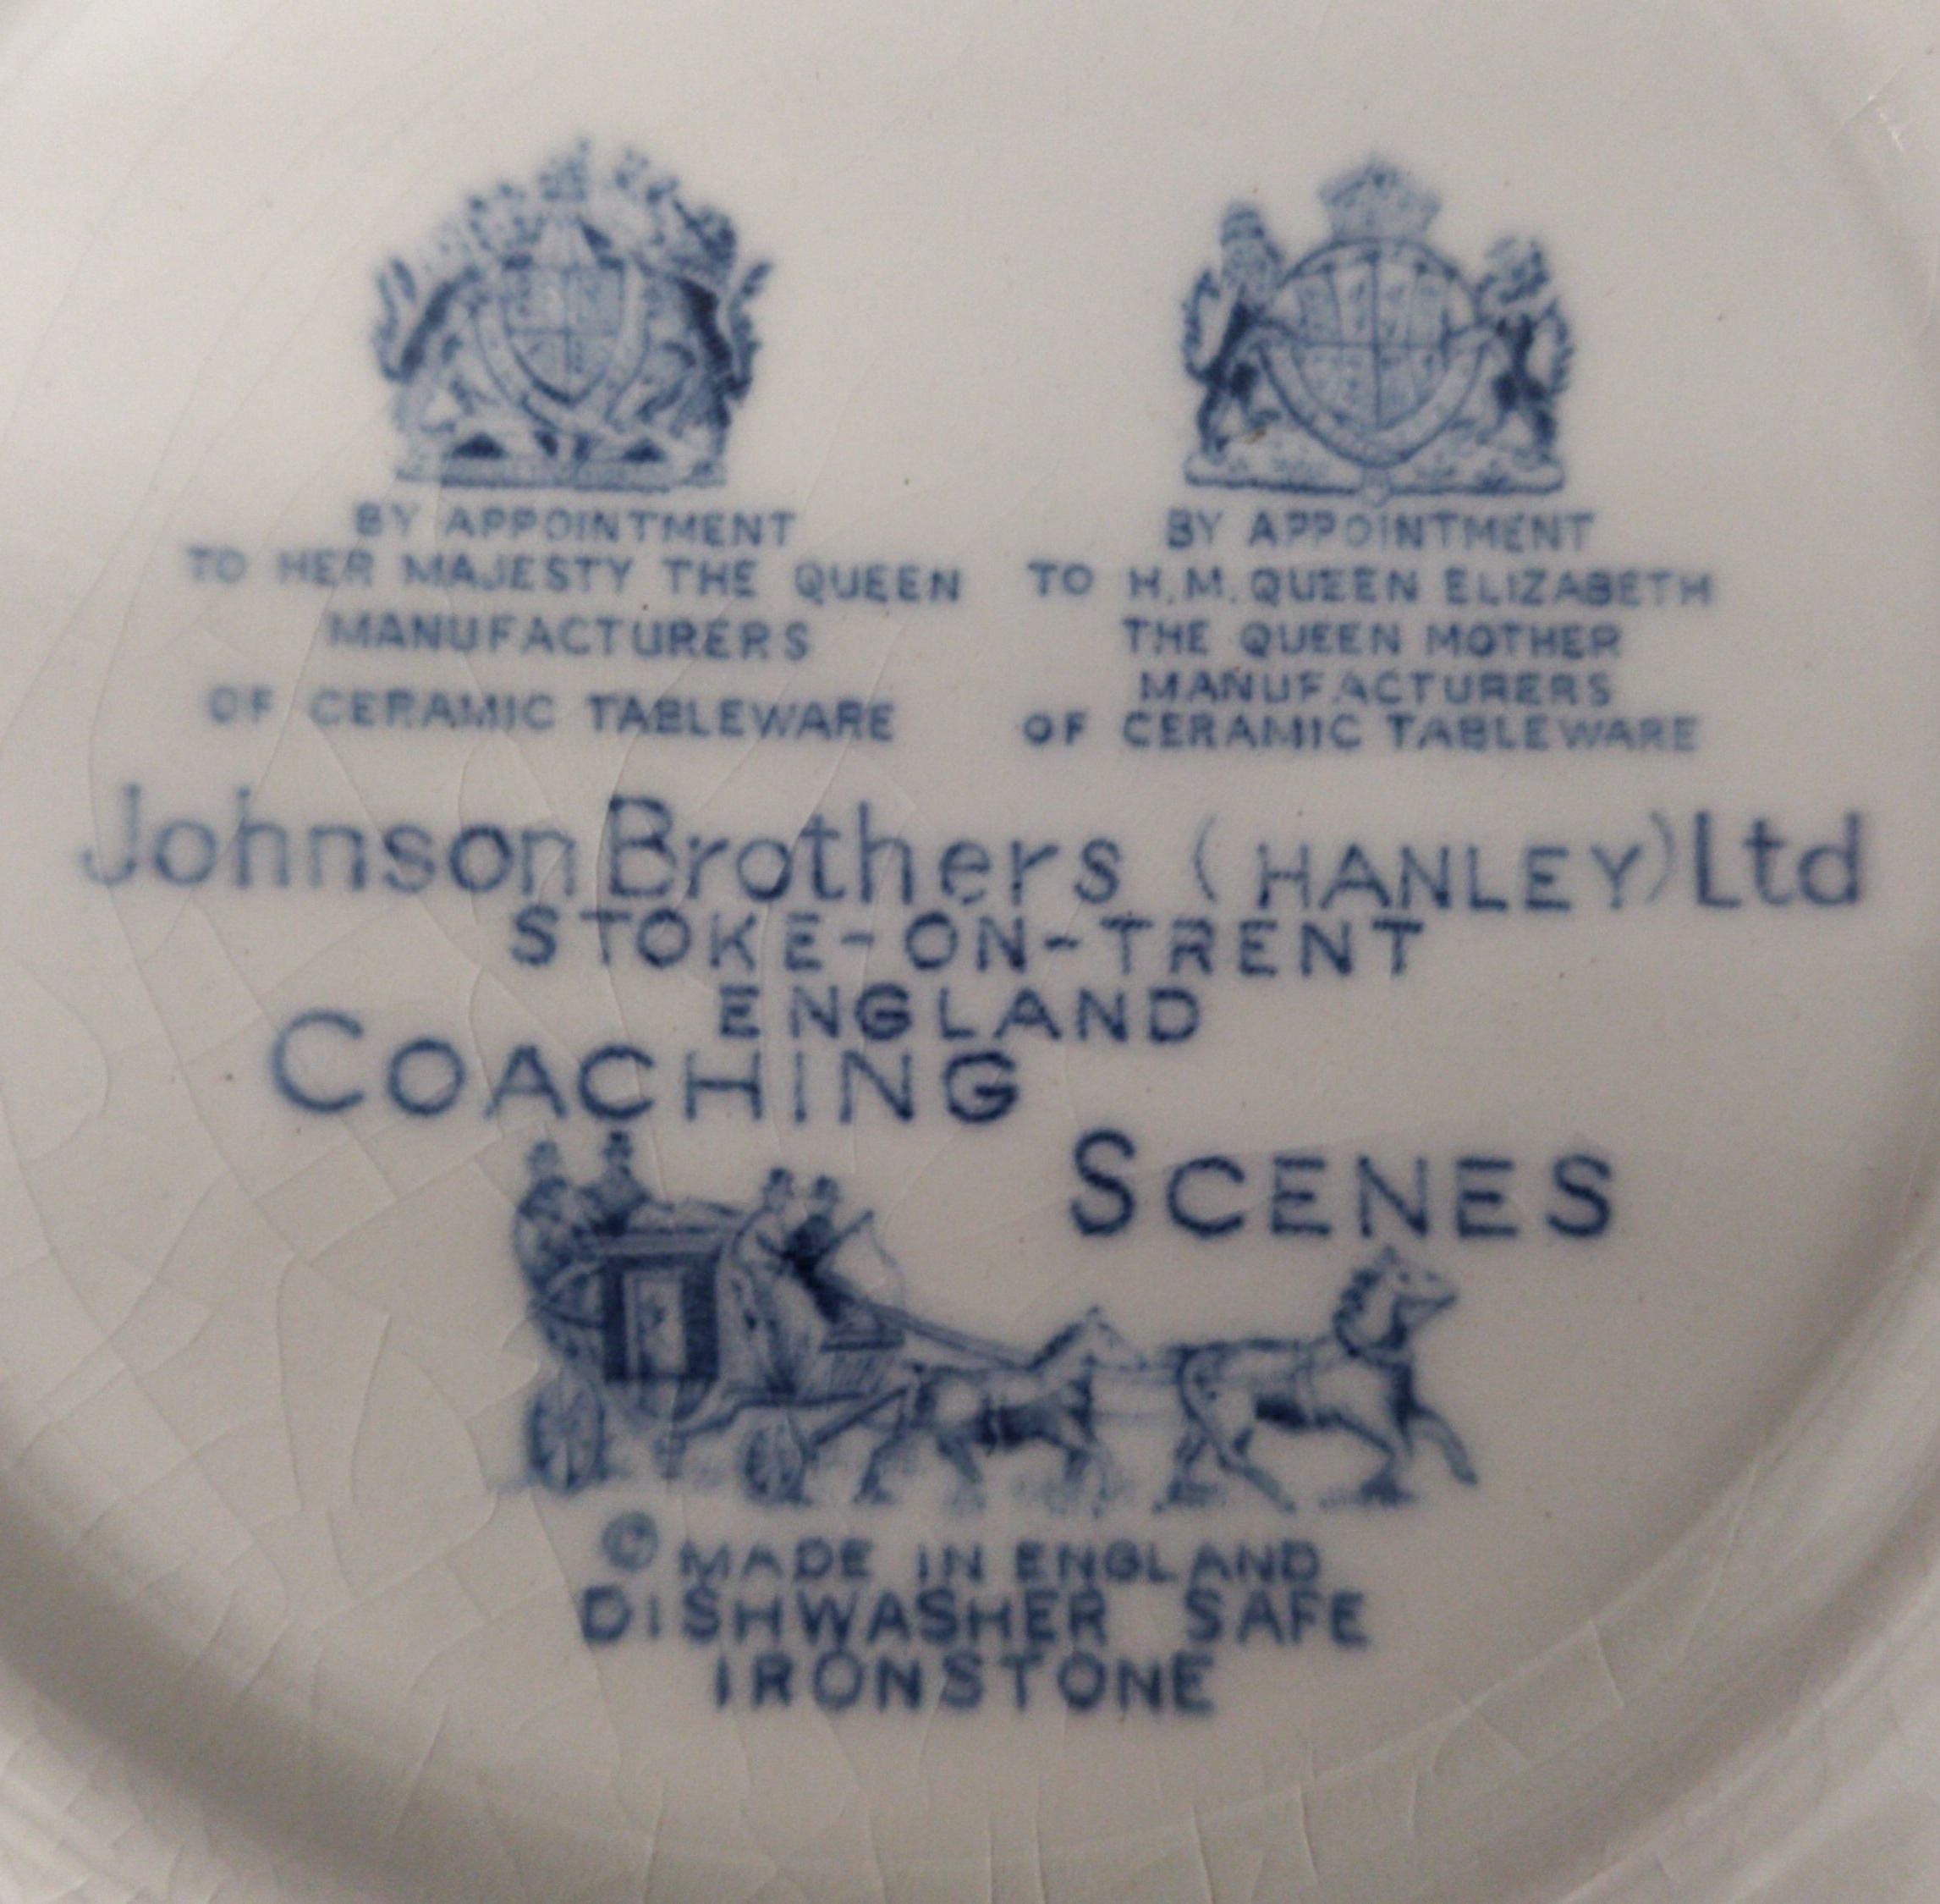 BY APPOINTMENT
TO HER MAJESTY THE QUEEN
MANUFACTURERS
OF CERAMIC TABLEWARE
BY APPOINTMENT
TO H.M. QUEEN ELIZABETH
THE QUEEN MOTHER
MANUFACTURERS
OF CERAMIC TABLEWARE
Johnson Brothers (HANLEY) Ltd
STOKE-ON-TRENT
ENGLAND
COACHING
SCENES
© MADE IN ENGLAND
DISHWASHER SAFE
IRONSTONE